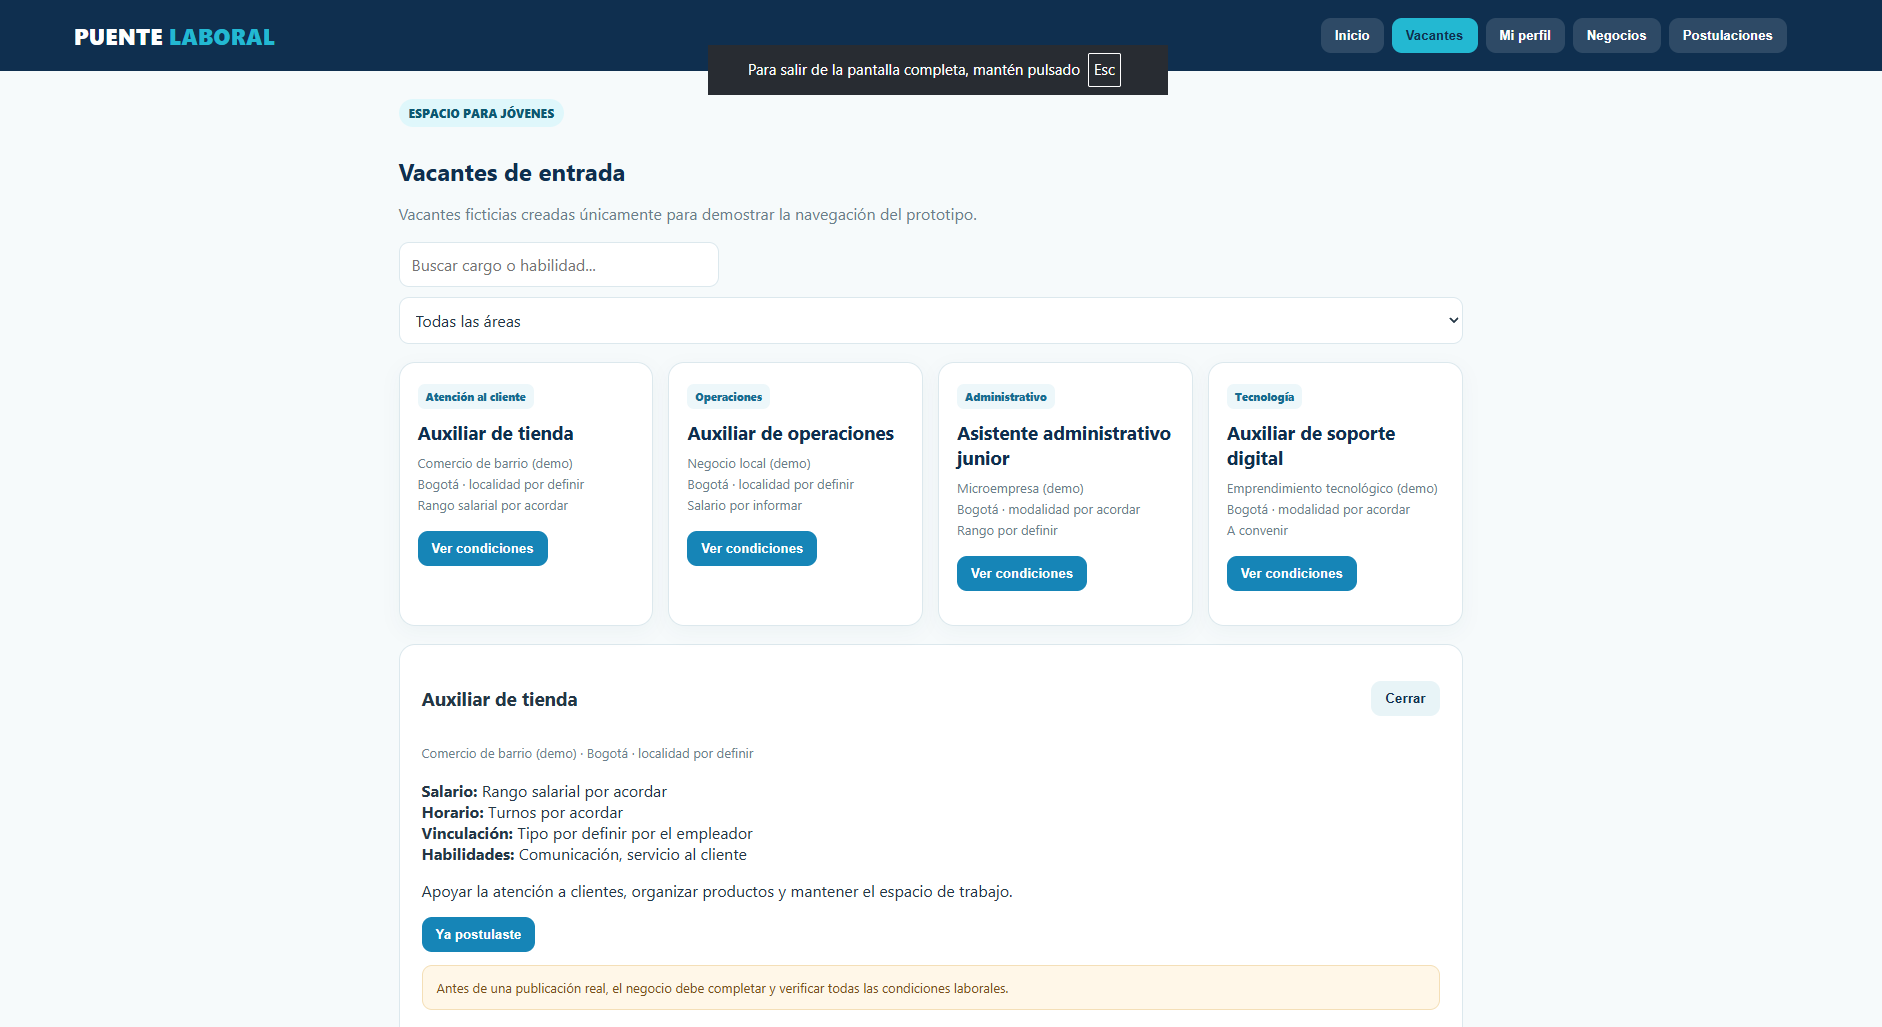 PUENTE LABORAL
Inicio
Vacantes
Mi perfil
Negocios
Postulaciones
Para salir de la pantalla completa, mantén pulsado Esc
ESPACIO PARA JÓVENES
Vacantes de entrada
Vacantes ficticias creadas únicamente para demostrar la navegación del prototipo.
Buscar cargo o habilidad...
Todas las áreas
Atención al cliente
Auxiliar de tienda
Comercio de barrio (demo)
Bogotá · localidad por definir
Rango salarial por acordar
Ver condiciones
Operaciones
Auxiliar de operaciones
Negocio local (demo)
Bogotá · localidad por definir
Salario por informar
Ver condiciones
Administrativo
Asistente administrativo
junior
Microempresa (demo)
Bogotá · modalidad por acordar
Rango por definir
Ver condiciones
Tecnología
Auxiliar de soporte
digital
Emprendimiento tecnológico (demo)
Bogotá · modalidad por acordar
A convenir
Ver condiciones
Auxiliar de tienda
Cerrar
Comercio de barrio (demo) · Bogotá · localidad por definir
Salario: Rango salarial por acordar
Horario: Turnos por acordar
Vinculación: Tipo por definir por el empleador
Habilidades: Comunicación, servicio al cliente
Apoyar la atención a clientes, organizar productos y mantener el espacio de trabajo.
Ya postulaste
Antes de una publicación real, el negocio debe completar y verificar todas las condiciones laborales.